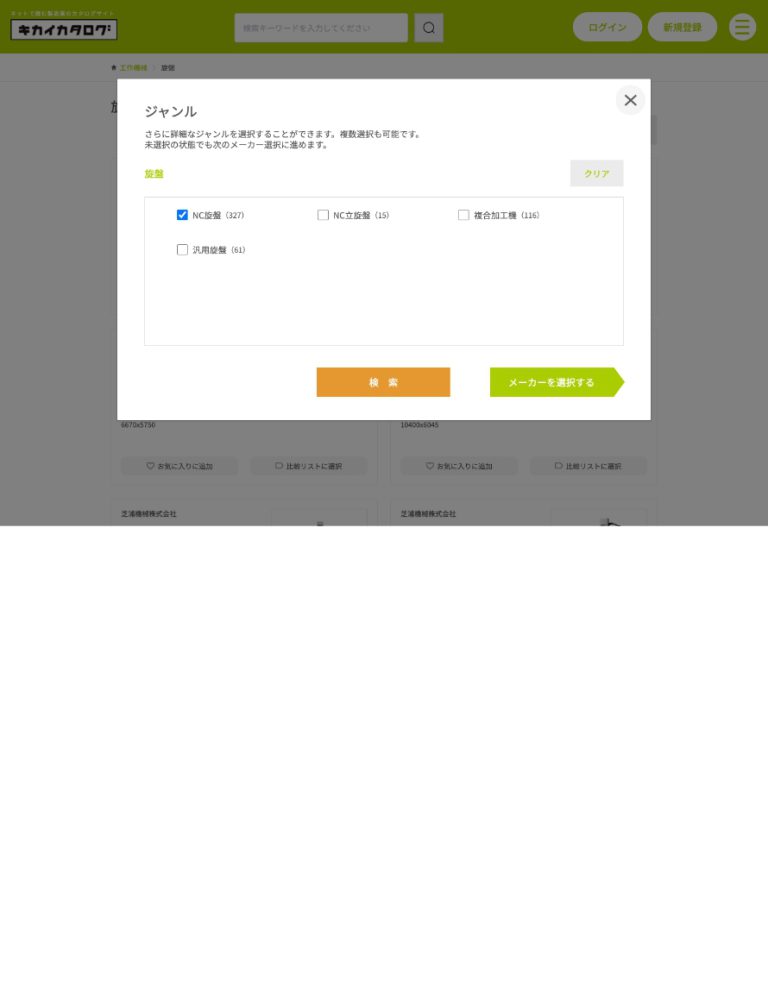 ネットで踏む製造業のカタログサイト
キカイカタログ
検索キーワードを入力してください
ログイン
新規登録
工作機械 〉 旋盤
ジャンル
さらに詳細なジャンルを選択することができます。複数選択も可能です。
未選択の状態でも次のメーカー選択に進めます。
旋盤
クリア
NC旋盤（327）
NC立旋盤（15）
複合加工機（116）
汎用旋盤（61）
検 索
メーカーを選択する
6670x5750
10400x6045
お気に入りに追加
比較リストに選択
お気に入りに追加
比較リストに選択
芝浦機械株式会社
芝浦機械株式会社